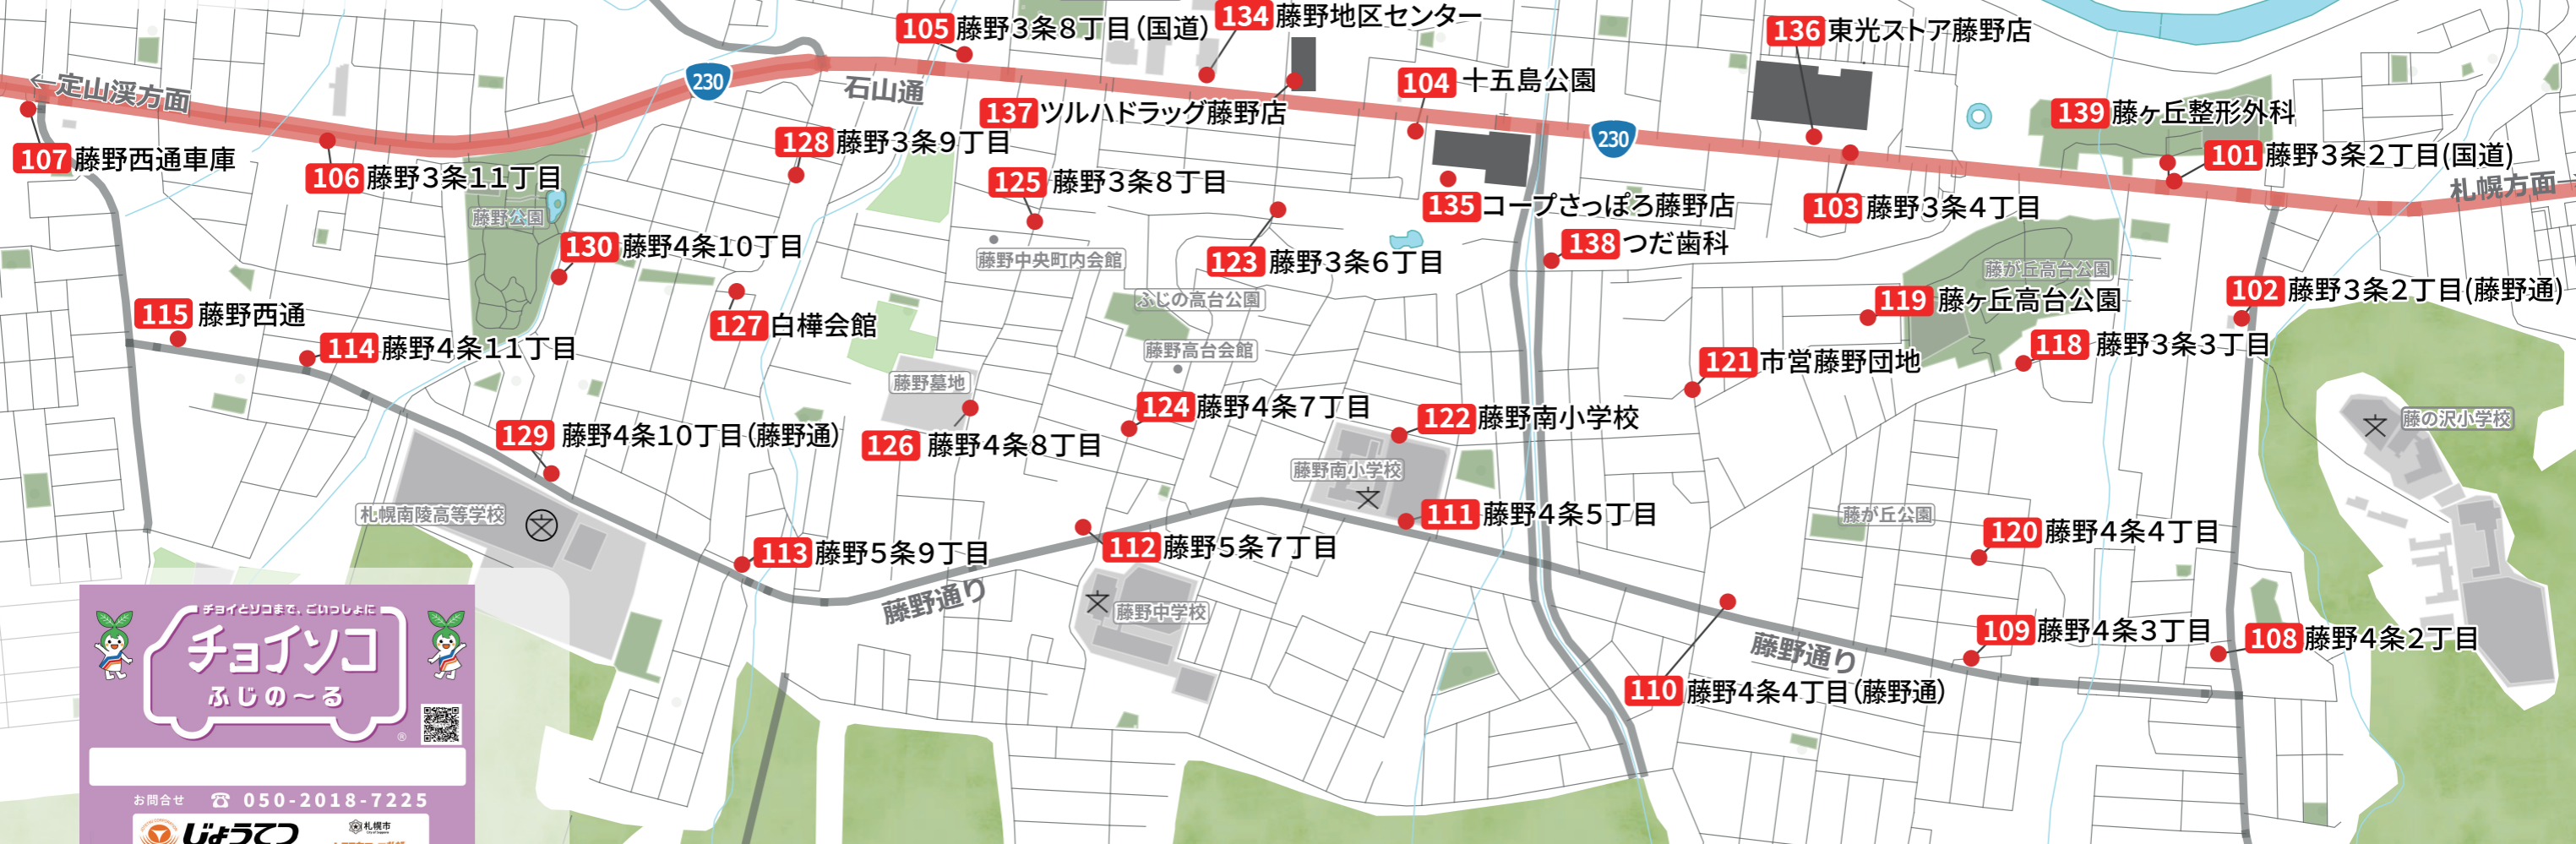 105 藤野3条8丁目（国道）
134 藤野地区センター
136 東光ストア藤野店
←定山渓方面
230
石山通
104 十五島公園
137 ツルハドラッグ藤野店
139 藤ヶ丘整形外科
128 藤野3条9丁目
230
107 藤野西通車庫
106 藤野3条11丁目
101 藤野3条2丁目(国道)
札幌方面
125 藤野3条8丁目
135 コープさっぽろ藤野店
103 藤野3条4丁目
藤野公園
130 藤野4条10丁目
138 つだ歯科
藤野中央町内会館
123 藤野3条6丁目
藤が丘高台公園
102 藤野3条2丁目(藤野通)
ふじの高台公園
119 藤ヶ丘高台公園
115 藤野西通
127 白樺会館
114 藤野4条11丁目
藤野高台会館
118 藤野3条3丁目
121 市営藤野団地
藤野墓地
124 藤野4条7丁目
122 藤野南小学校
藤の沢小学校
129 藤野4条10丁目（藤野通）
126 藤野4条8丁目
藤野南小学校
札幌南陵高等学校
111 藤野4条5丁目
藤が丘公園
120 藤野4条4丁目
113 藤野5条9丁目
112 藤野5条7丁目
藤野通り
藤野中学校
109 藤野4条3丁目
108 藤野4条2丁目
藤野通り
110 藤野4条4丁目（藤野通）
チョイとソコまで、ごいっしょに
チョイソコ
ふじの〜る
®
お問合せ ☎ 050-2018-7225
じょうてつ
札幌市